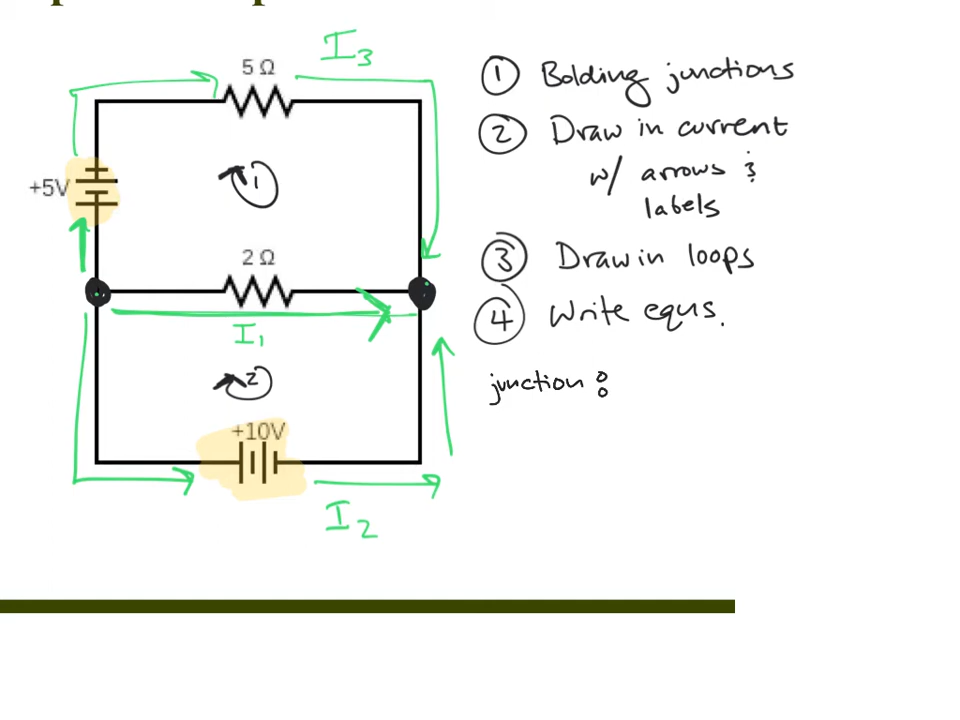 I3
5 Ω
1
+5V
2 Ω
I1
2
+10V
I2
① Bolding junctions
② Draw in current
w/ arrows &
labels
③ Draw in loops
④ Write equs.
junction :